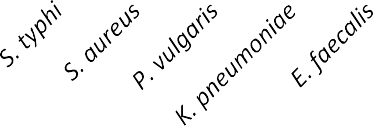 S. typhi
S. aureus
P. vulgaris
K. pneumoniae
E. faecalis